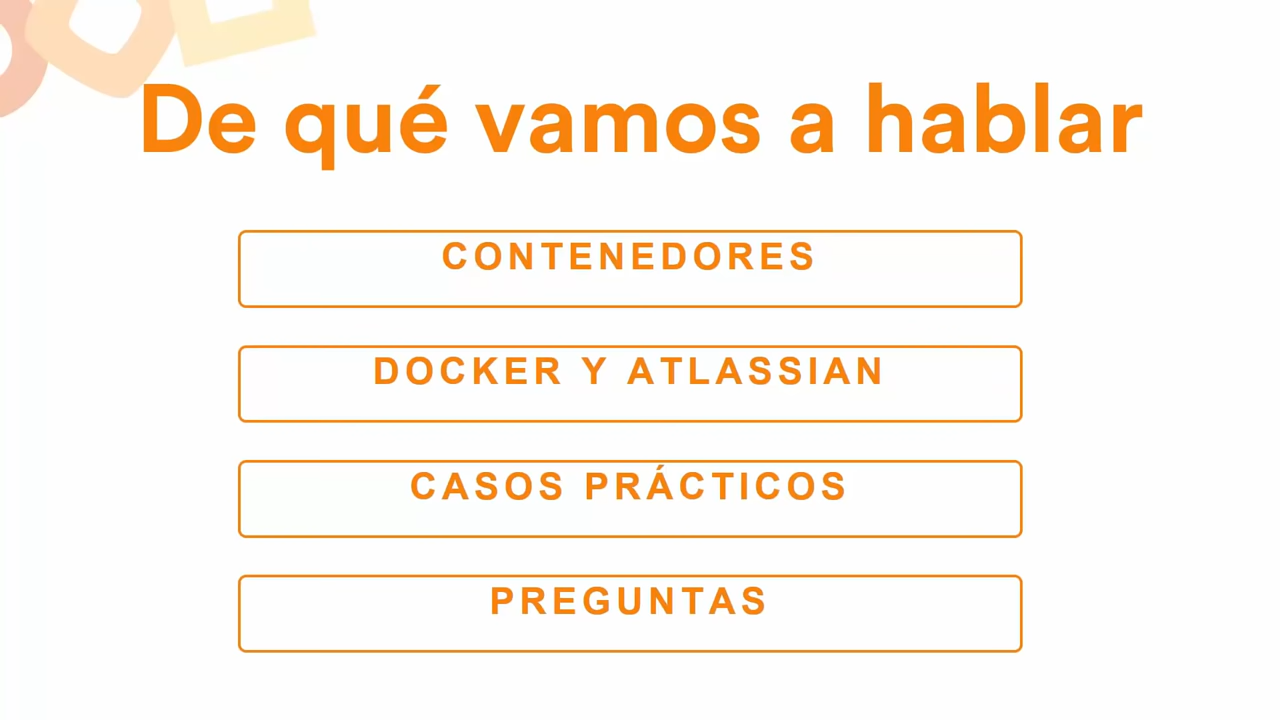 De qué vamos a hablar
CONTENEDORES
DOCKER Y ATLASSIAN
CASOS PRÁCTICOS
PREGUNTAS